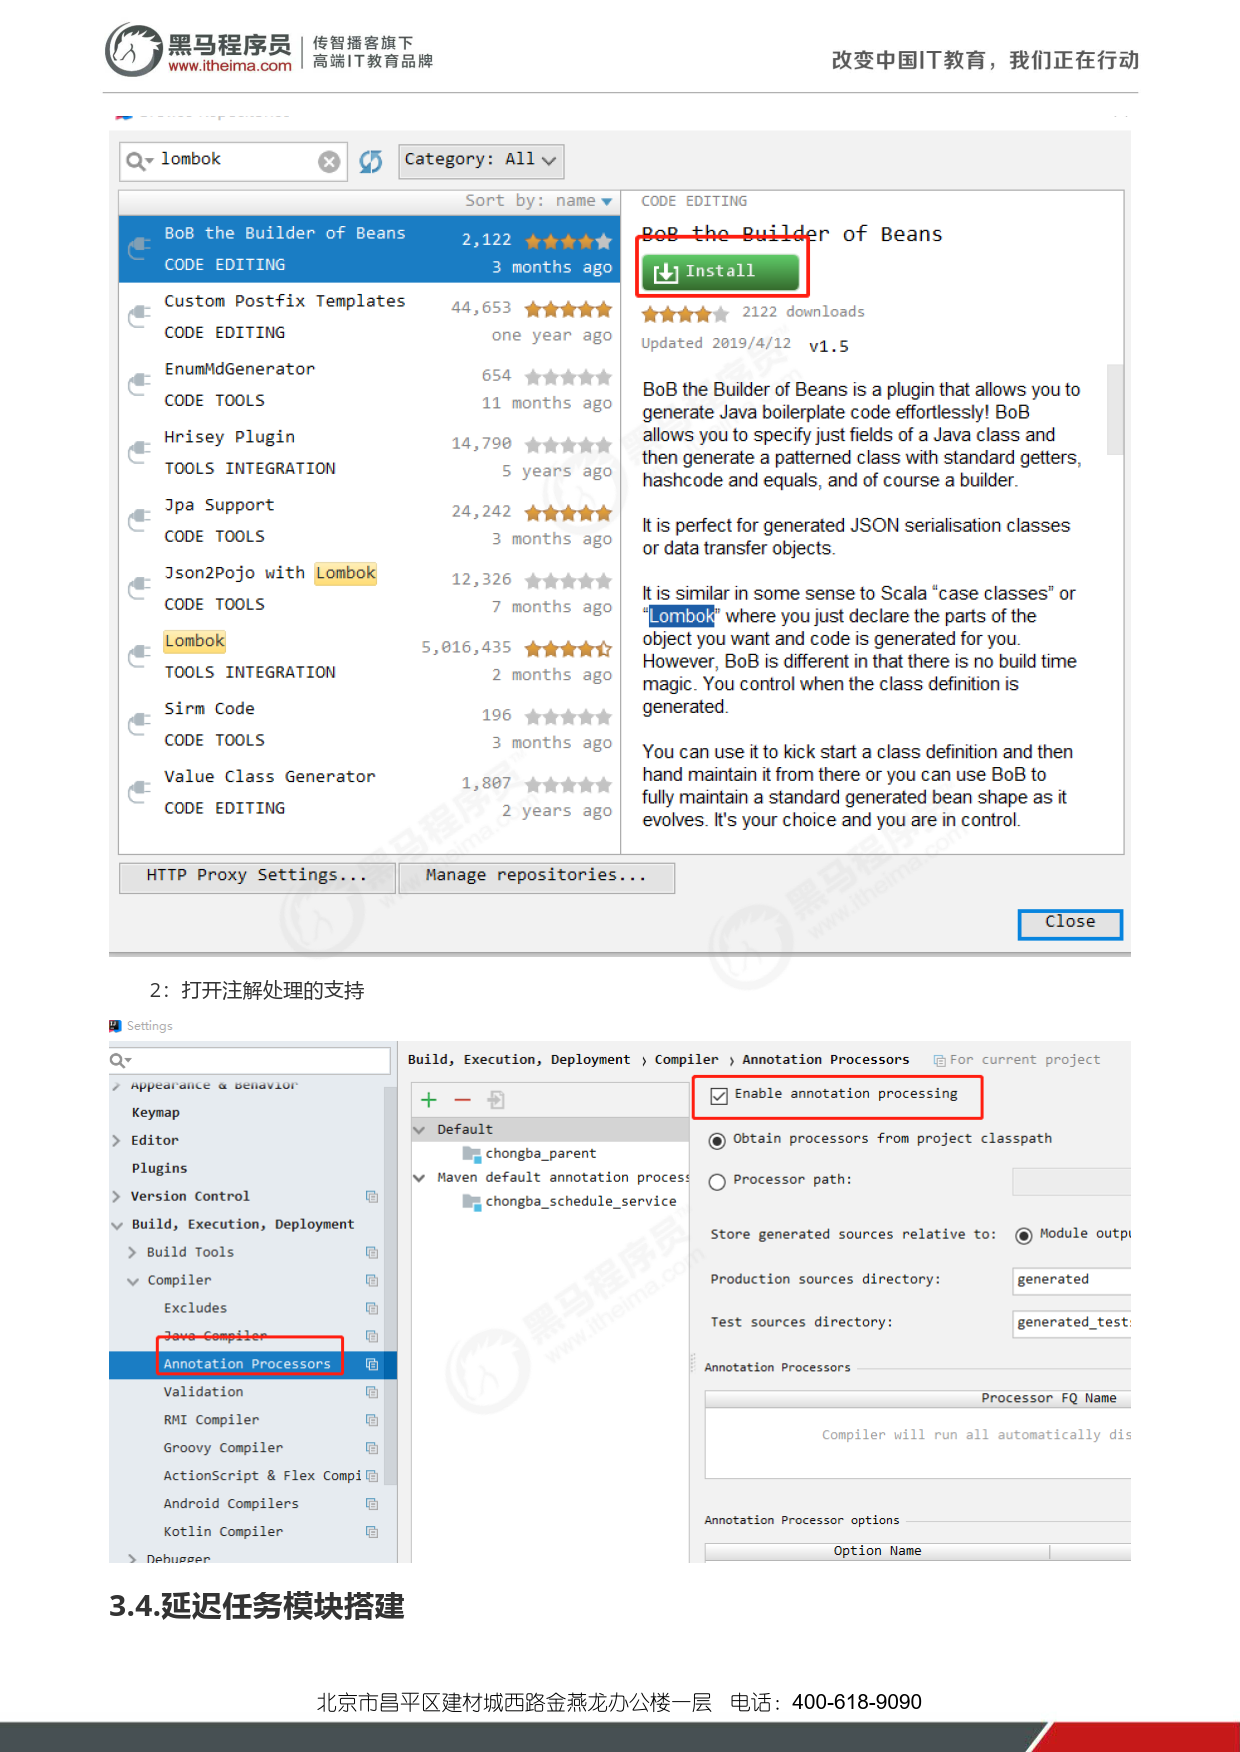 黑马程序员
www.itheima.com
传智播客旗下
高端IT教育品牌
改变中国IT教育，我们正在行动
lombok
Category: All
Sort by: name
BoB the Builder of Beans
2,122
CODE EDITING
3 months ago
Custom Postfix Templates
44,653
CODE EDITING
one year ago
EnumMdGenerator
654
CODE TOOLS
11 months ago
Hrisey Plugin
14,790
TOOLS INTEGRATION
5 years ago
Jpa Support
24,242
CODE TOOLS
3 months ago
Json2Pojo with Lombok
12,326
CODE TOOLS
7 months ago
Lombok
5,016,435
TOOLS INTEGRATION
2 months ago
Sirm Code
196
CODE TOOLS
3 months ago
Value Class Generator
1,807
CODE EDITING
2 years ago
CODE EDITING
BoB the Builder of Beans
Install
2122 downloads
Updated 2019/4/12 v1.5
BoB the Builder of Beans is a plugin that allows you to
generate Java boilerplate code effortlessly! BoB
allows you to specify just fields of a Java class and
then generate a patterned class with standard getters,
hashcode and equals, and of course a builder.
It is perfect for generated JSON serialisation classes
or data transfer objects.
It is similar in some sense to Scala “case classes” or
“Lombok” where you just declare the parts of the
object you want and code is generated for you.
However, BoB is different in that there is no build time
magic. You control when the class definition is
generated.
You can use it to kick start a class definition and then
hand maintain it from there or you can use BoB to
fully maintain a standard generated bean shape as it
evolves. It's your choice and you are in control.
HTTP Proxy Settings...
Manage repositories...
Close
2：打开注解处理的支持
Settings
Appearance & Behavior
Keymap
Editor
Plugins
Version Control
Build, Execution, Deployment
Build Tools
Compiler
Excludes
Java Compiler
Annotation Processors
Validation
RMI Compiler
Groovy Compiler
ActionScript & Flex Compi
Android Compilers
Kotlin Compiler
Debugger
Build, Execution, Deployment › Compiler › Annotation Processors
For current project
Default
chongba_parent
Maven default annotation process
chongba_schedule_service
Enable annotation processing
Obtain processors from project classpath
Processor path:
Store generated sources relative to:
Module outpu
Production sources directory:
generated
Test sources directory:
generated_test
Annotation Processors
Processor FQ Name
Compiler will run all automatically dis
Annotation Processor options
Option Name
3.4.延迟任务模块搭建
北京市昌平区建材城西路金燕龙办公楼一层 电话：400-618-9090